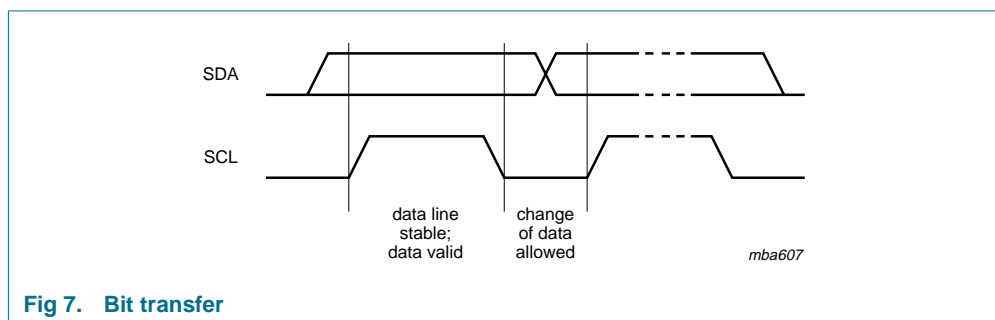 SDA
SCL
data line
stable;
data valid
change
of data
allowed
mba607
Fig 7. Bit transfer